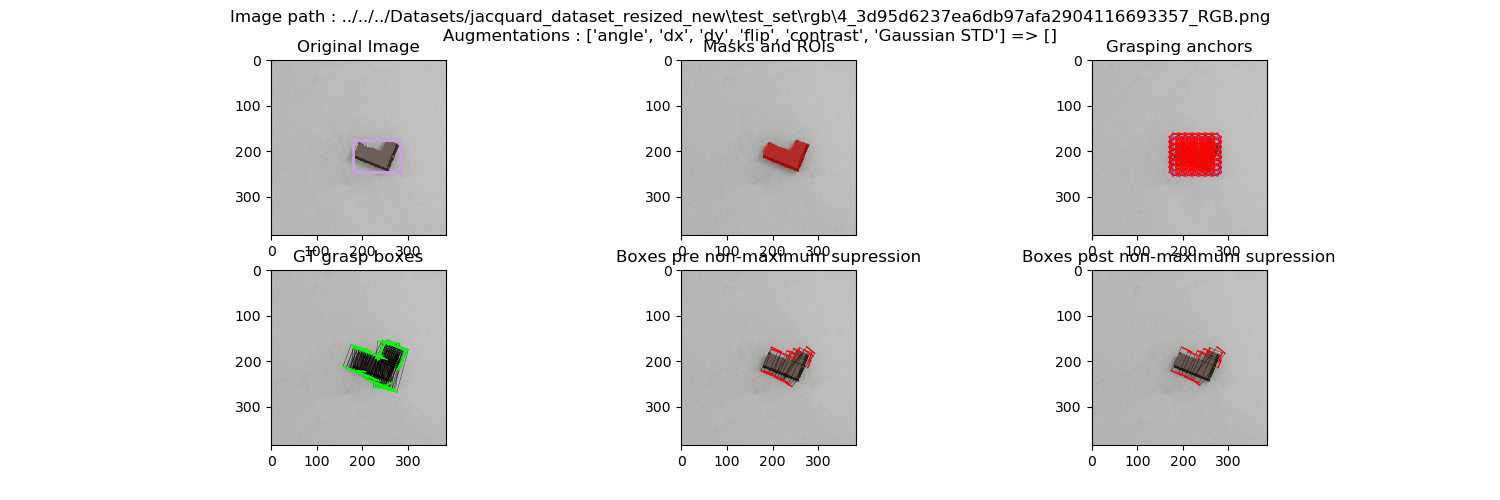 Image path : ../../../Datasets/jacquard_dataset_resized_new\test_set\rgb\4_3d95d6237ea6db97afa2904116693357_RGB.png
Augmentations : ['angle', 'dx', 'dy', 'flip', 'contrast', 'Gaussian STD'] => []
Original Image
0
100
200
300
0 100 200 300
Masks and ROIs
0
100
200
300
0 100 200 300
Grasping anchors
0
100
200
300
0 100 200 300
GT grasp boxes
0
100
200
300
0 100 200 300
Boxes pre non-maximum supression
0
100
200
300
0 100 200 300
Boxes post non-maximum supression
0
100
200
300
0 100 200 300